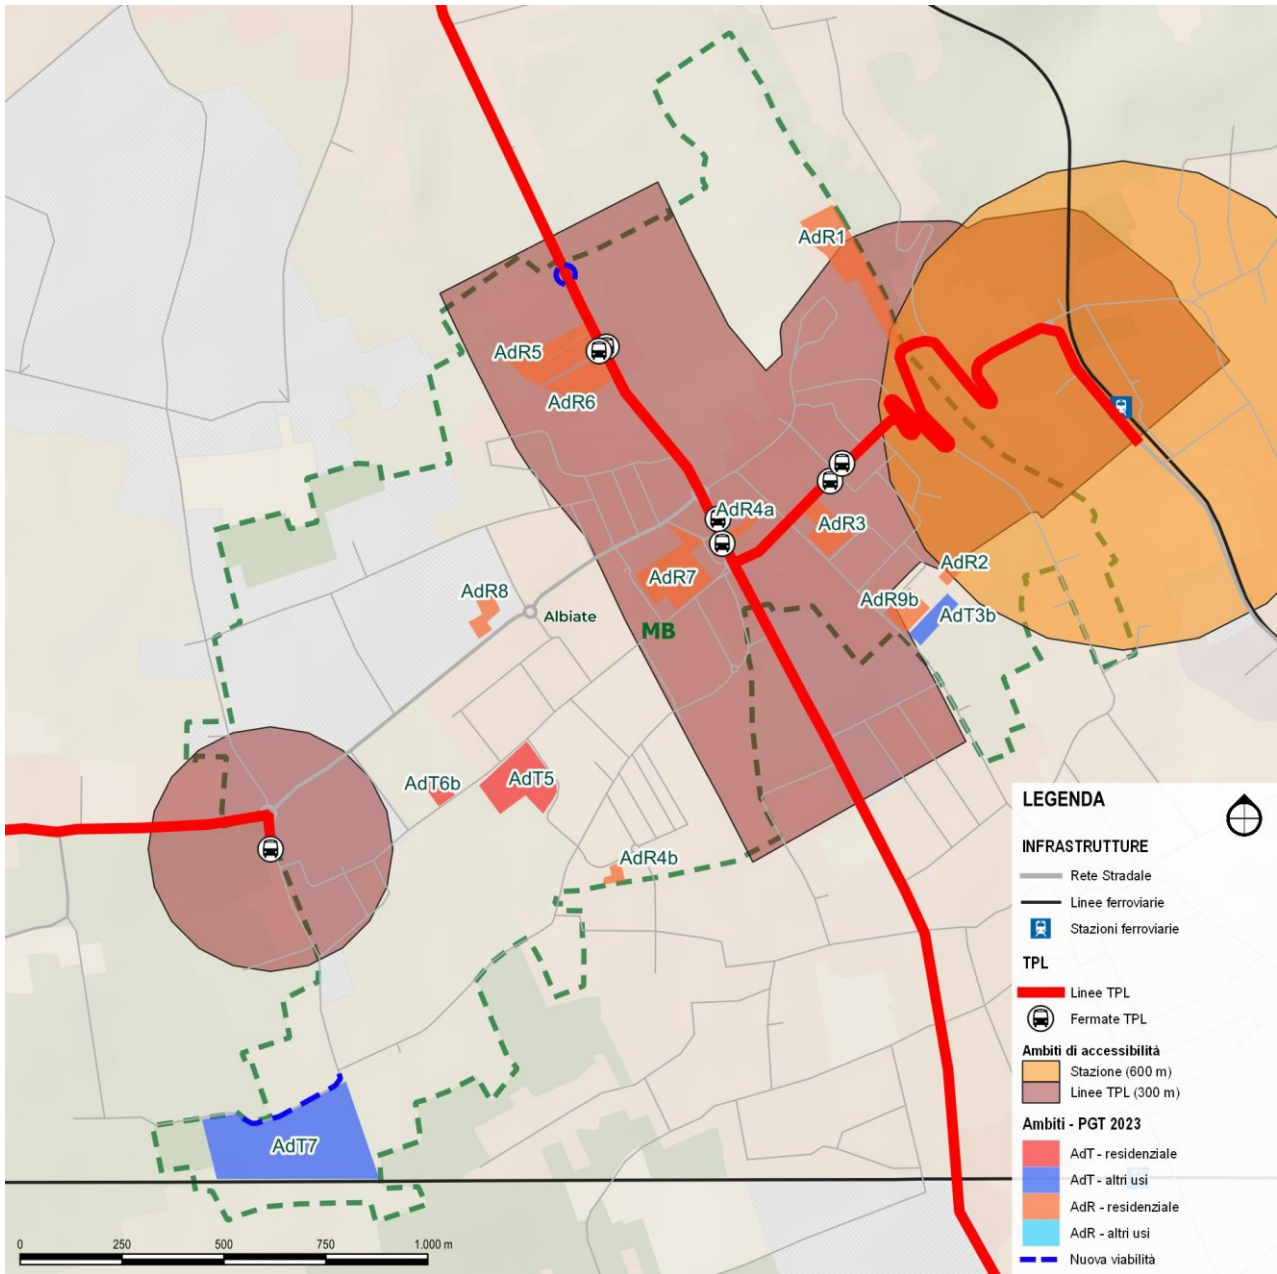 AdR1
AdR5
AdR6
AdR4a
AdR3
AdR2
AdR7
AdR8
AdR9b
AdT3b
Albiate
MB
AdT6b
AdT5
AdR4b
AdT7
LEGENDA
INFRASTRUTTURE
Rete Stradale
Linee ferroviarie
Stazioni ferroviarie
TPL
Linee TPL
Fermate TPL
Ambiti di accessibilità
Stazione (600 m)
Linee TPL (300 m)
Ambiti - PGT 2023
AdT - residenziale
AdT - altri usi
AdR - residenziale
AdR - altri usi
Nuova viabilità
0 250 500 750 1.000 m